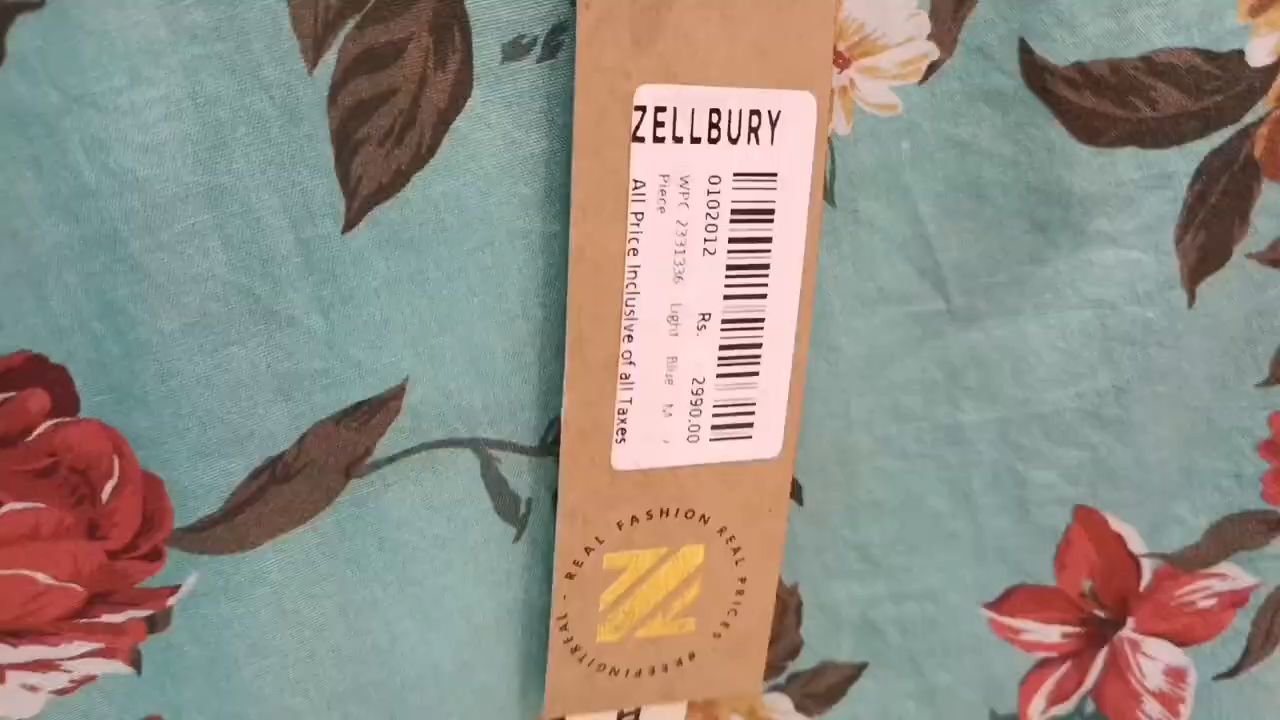 ZELLBURY
0102012 Rs. 2990.00
WPC 2331336 Light Blue M
Piece
All Price Inclusive of all Taxes
REAL FASHION REAL PRICES
#KEEPINGITREAL